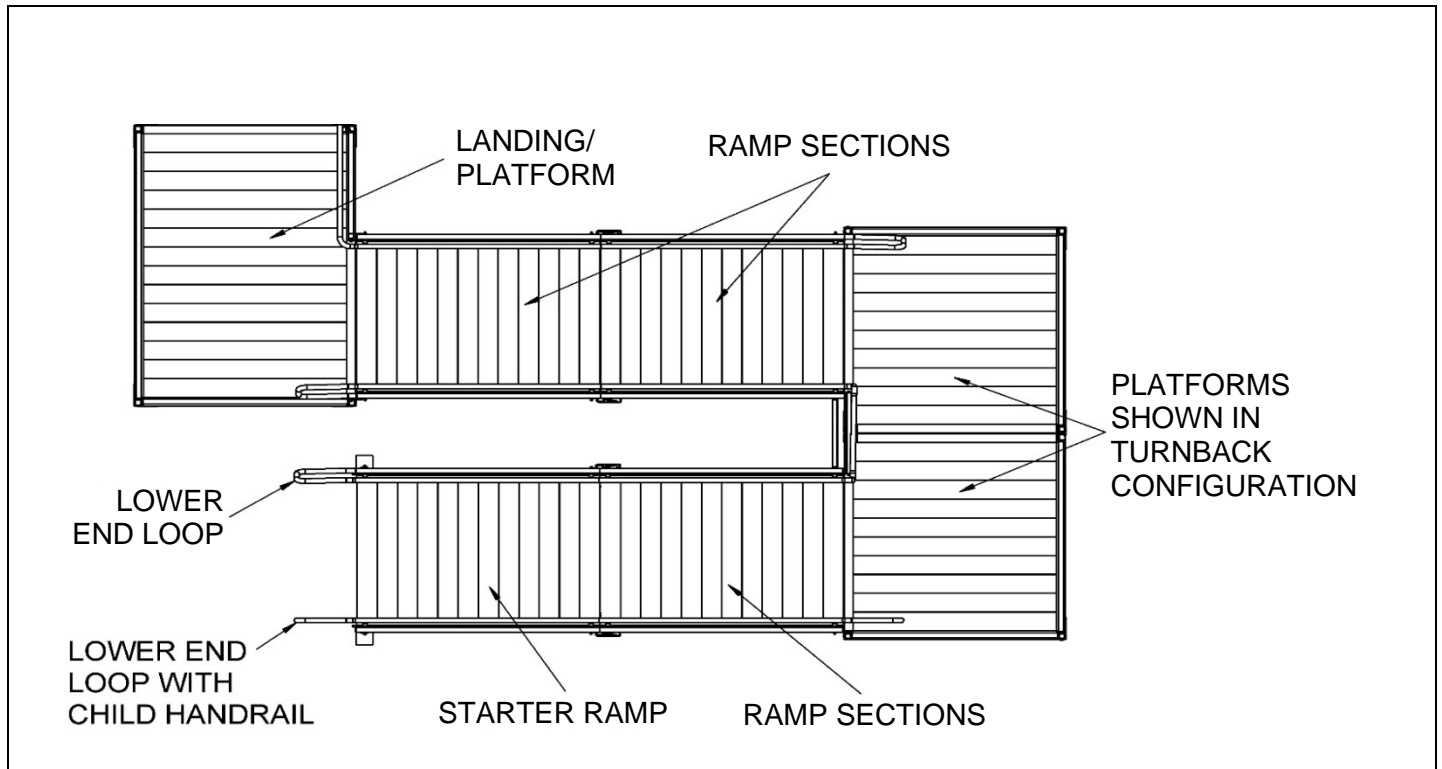 LANDING/
PLATFORM
RAMP SECTIONS
PLATFORMS
SHOWN IN
TURNBACK
CONFIGURATION
LOWER
END LOOP
LOWER END
LOOP WITH
CHILD HANDRAIL
STARTER RAMP
RAMP SECTIONS